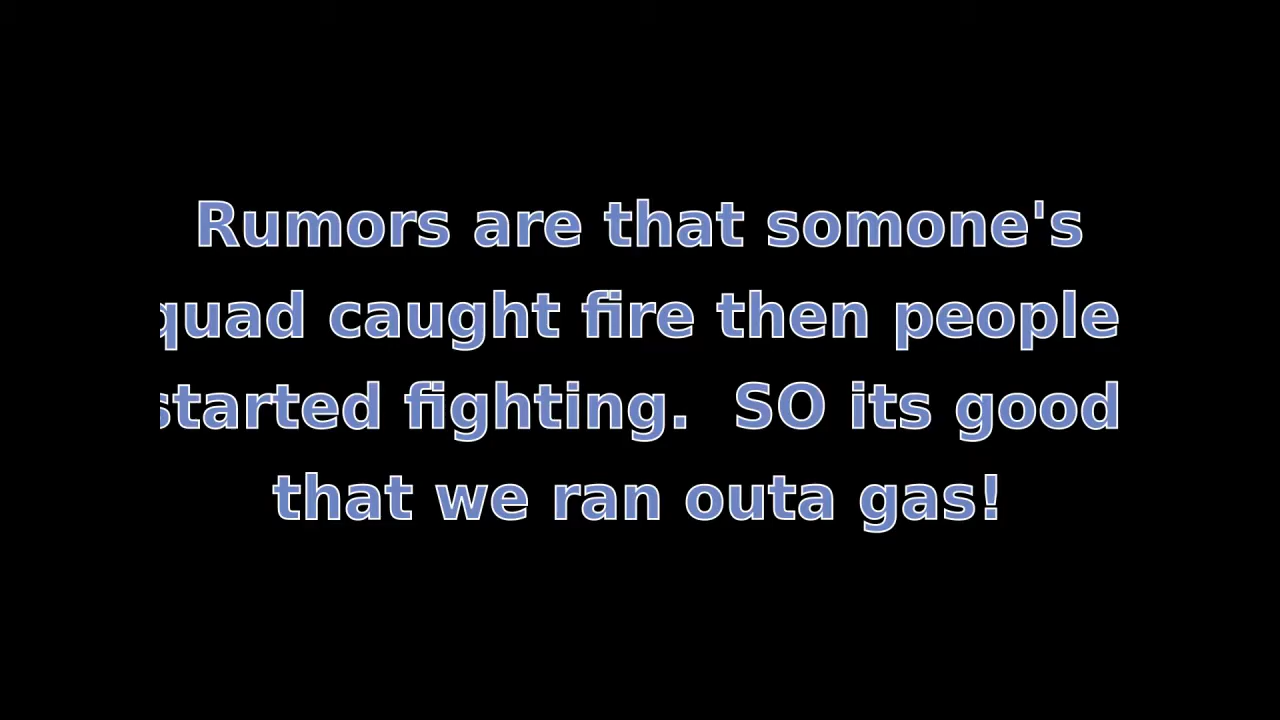 Rumors are that somone's
quad caught fire then people
started fighting.  SO its good
that we ran outa gas!